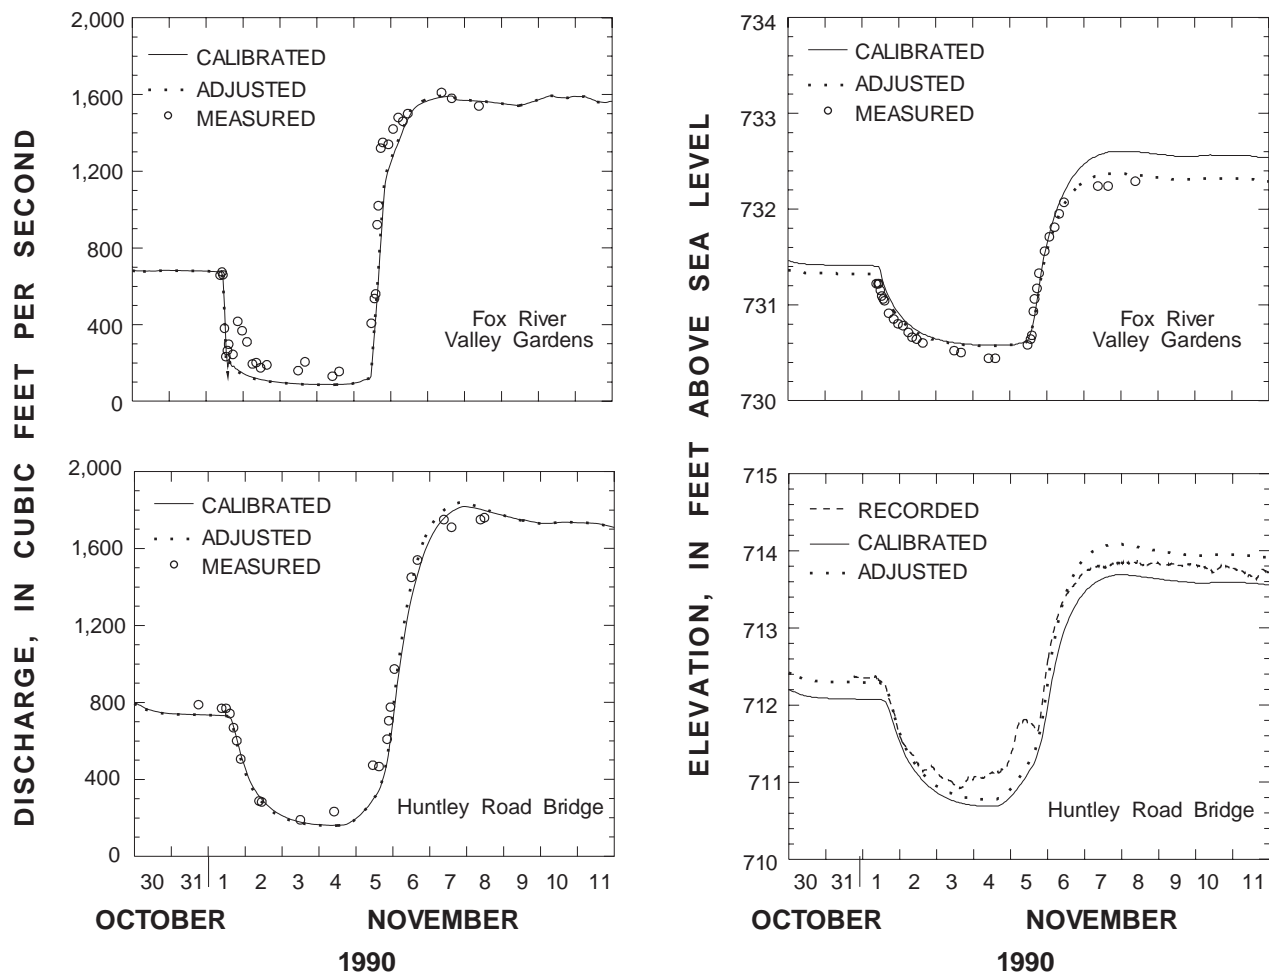 DISCHARGE, IN CUBIC FEET PER SECOND
2,000
1,600
1,200
800
400
0
CALIBRATED
ADJUSTED
MEASURED
Fox River
Valley Gardens
2,000
1,600
1,200
800
400
0
CALIBRATED
ADJUSTED
MEASURED
Huntley Road Bridge
30 31 1 2 3 4 5 6 7 8 9 10 11
OCTOBER NOVEMBER
1990
ELEVATION, IN FEET ABOVE SEA LEVEL
734
733
732
731
730
CALIBRATED
ADJUSTED
MEASURED
Fox River
Valley Gardens
715
714
713
712
711
710
RECORDED
CALIBRATED
ADJUSTED
Huntley Road Bridge
30 31 1 2 3 4 5 6 7 8 9 10 11
OCTOBER NOVEMBER
1990